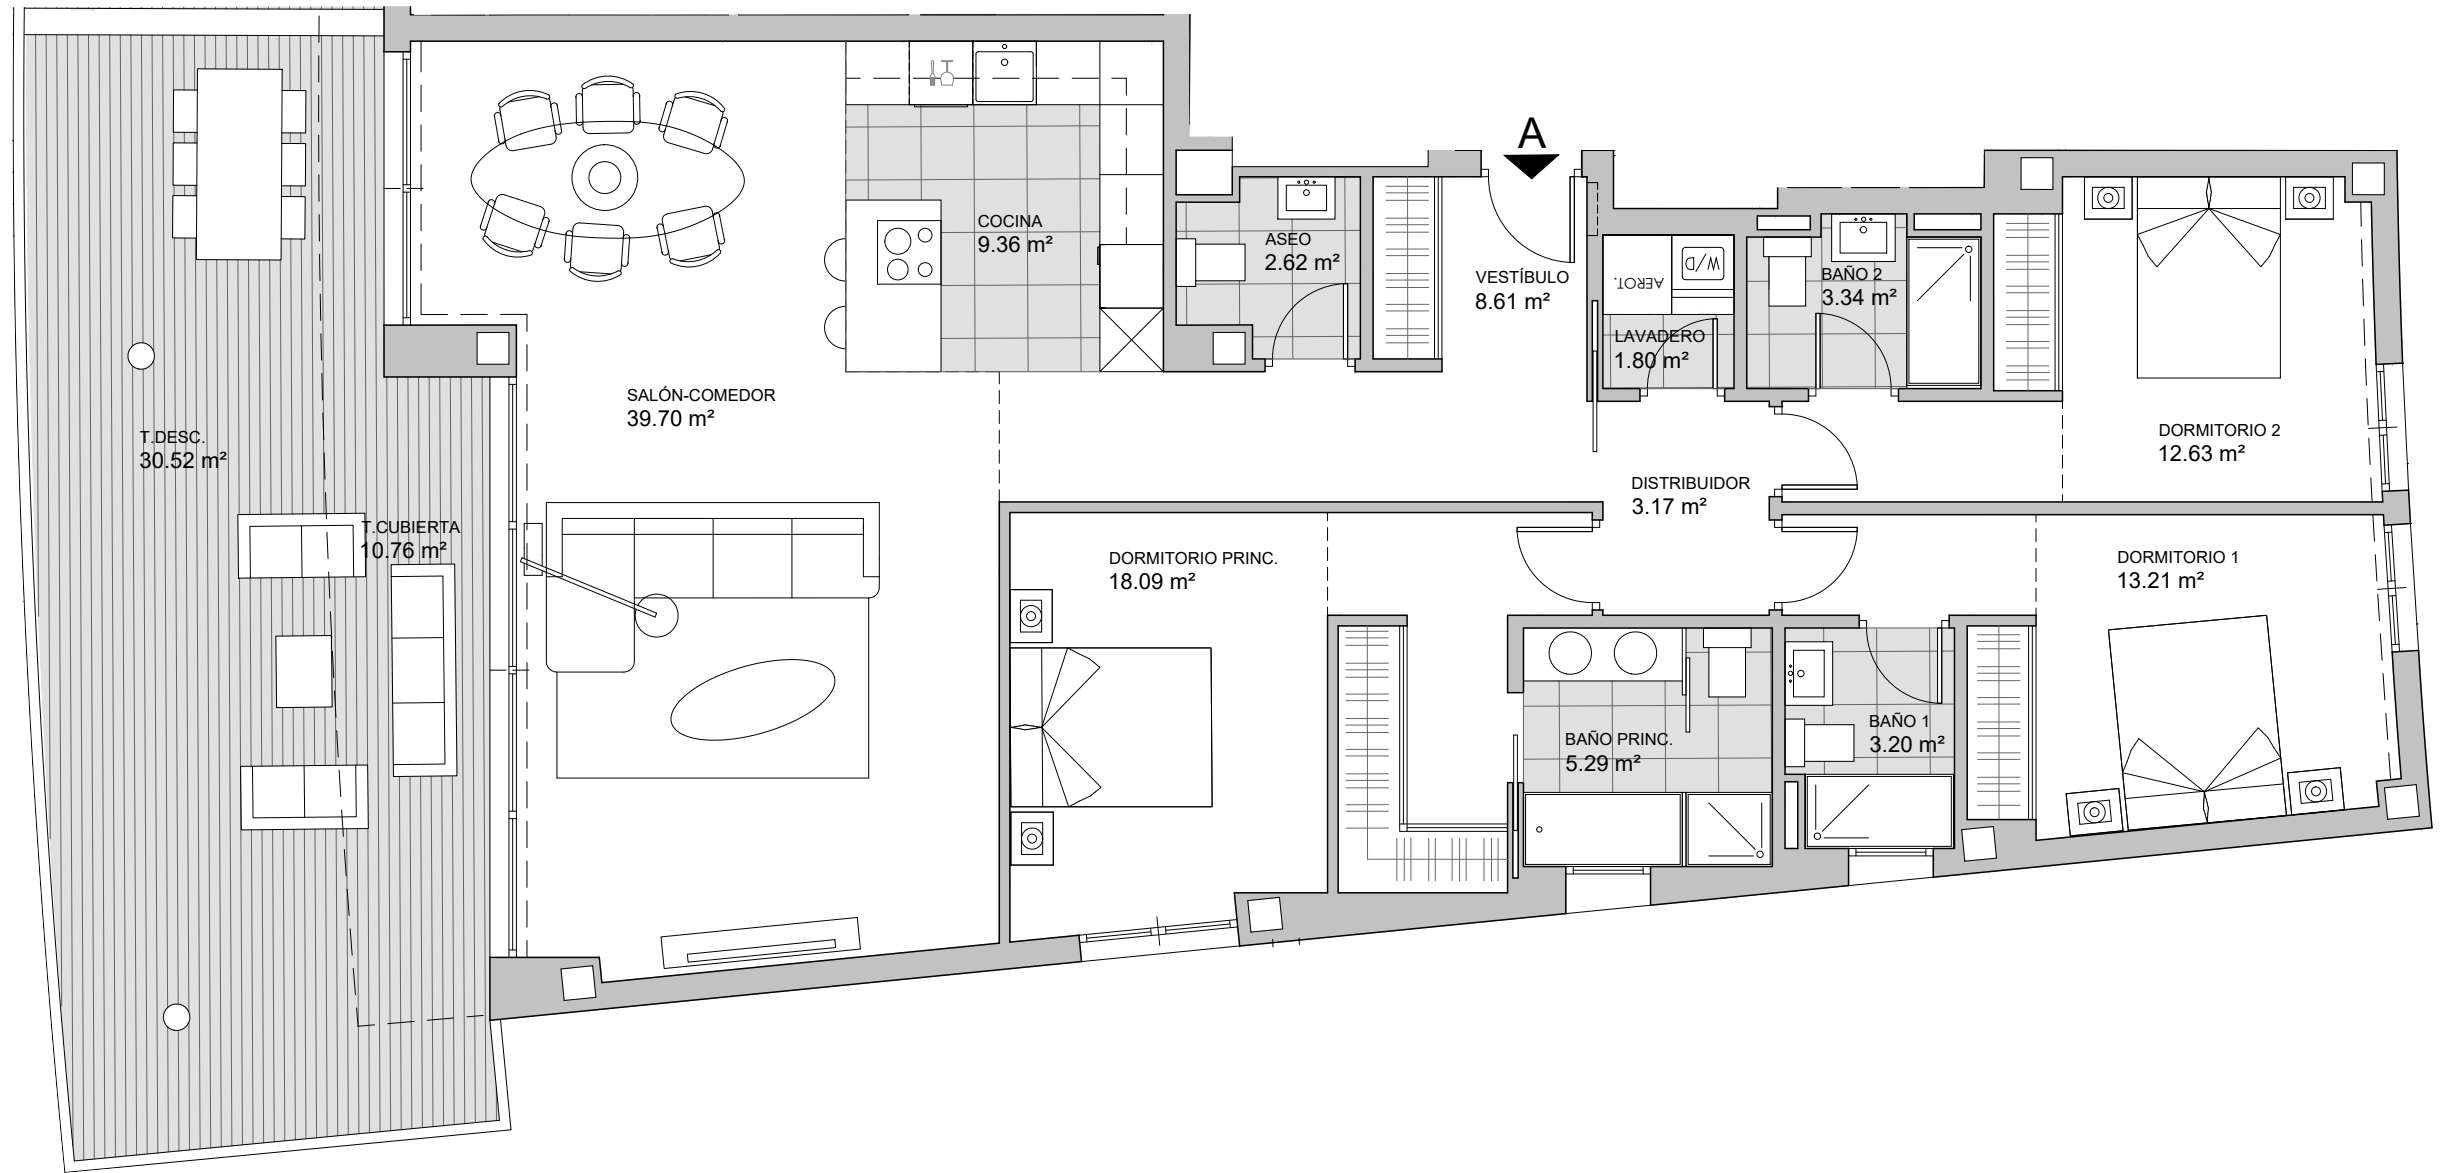 A
COCINA
9.36 m²
ASEO
2.62 m²
VESTÍBULO
8.61 m²
W/D
AEROT.
LAVADERO
1.80 m²
BAÑO 2
3.34 m²
SALÓN-COMEDOR
39.70 m²
T.DESC.
30.52 m²
DORMITORIO 2
12.63 m²
DISTRIBUIDOR
3.17 m²
T.CUBIERTA
10.76 m²
DORMITORIO PRINC.
18.09 m²
DORMITORIO 1
13.21 m²
BAÑO PRINC.
5.29 m²
BAÑO 1
3.20 m²